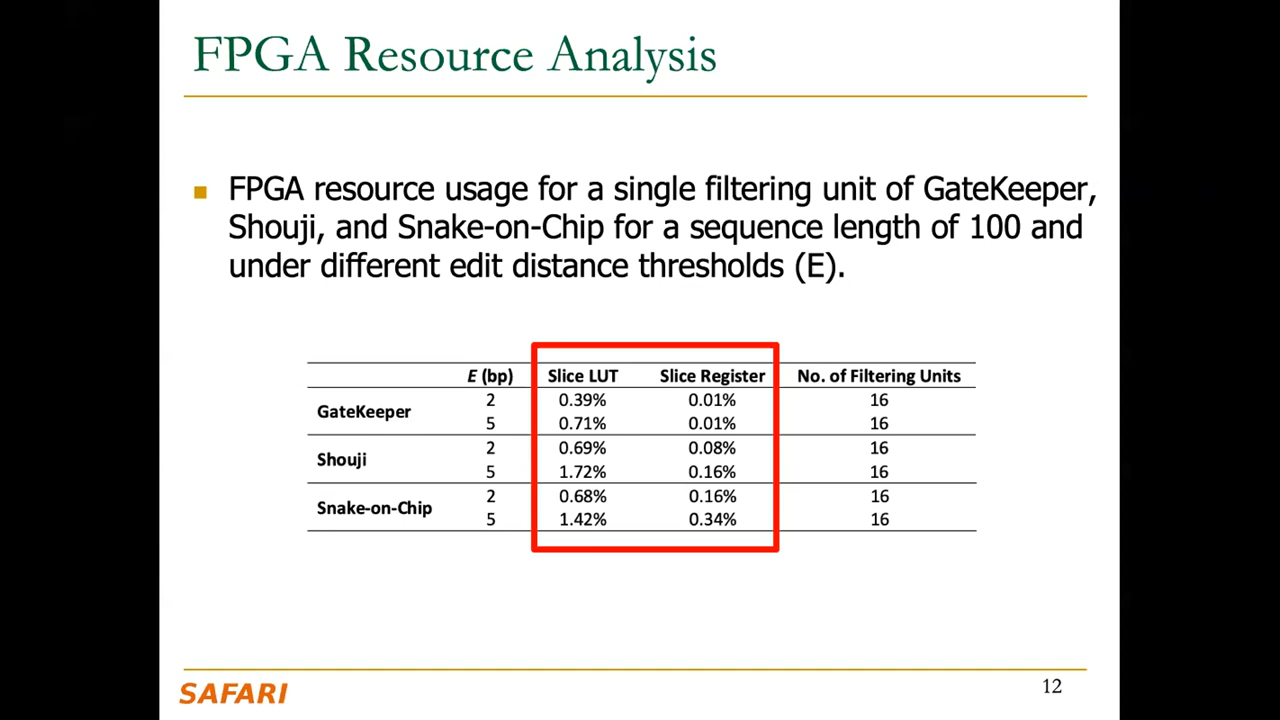 FPGA Resource Analysis
FPGA resource usage for a single filtering unit of GateKeeper,
Shouji, and Snake-on-Chip for a sequence length of 100 and
under different edit distance thresholds (E).
E (bp) Slice LUT Slice Register No. of Filtering Units
GateKeeper 2 0.39% 0.01% 16
5 0.71% 0.01% 16
Shouji 2 0.69% 0.08% 16
5 1.72% 0.16% 16
Snake-on-Chip 2 0.68% 0.16% 16
5 1.42% 0.34% 16
SAFARI 12